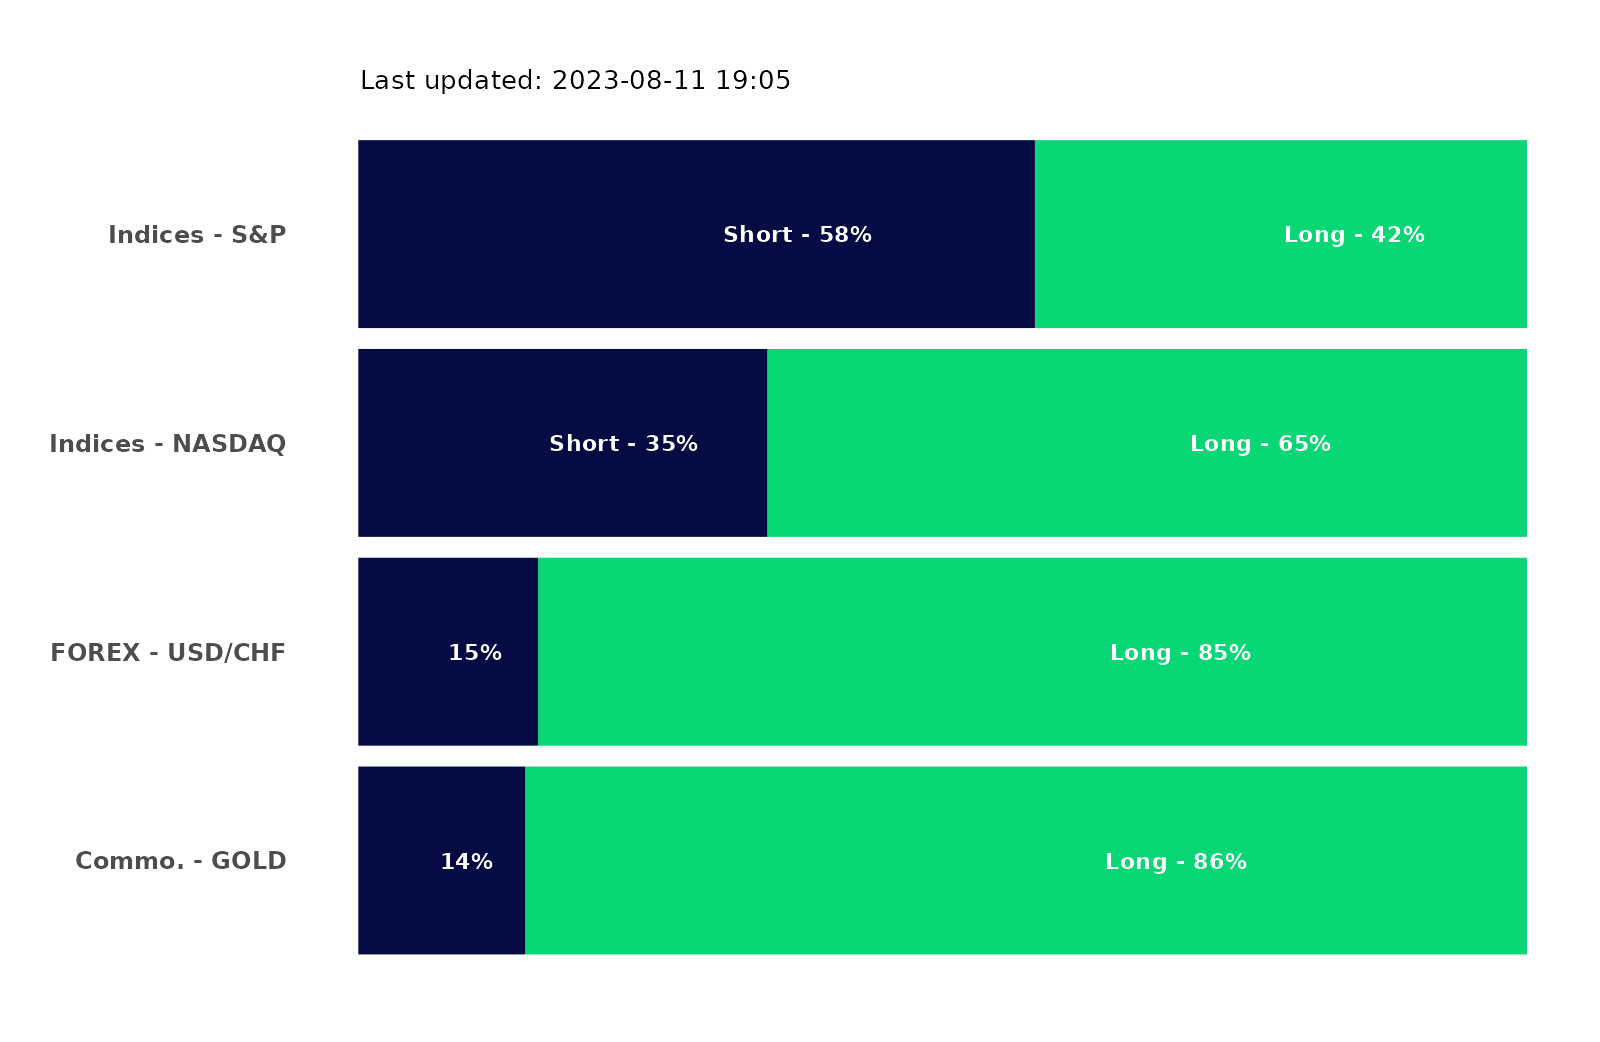 Last updated: 2023-08-11 19:05
Indices - S&P Short - 58% Long - 42%
Indices - NASDAQ Short - 35% Long - 65%
FOREX - USD/CHF 15% Long - 85%
Commo. - GOLD 14% Long - 86%